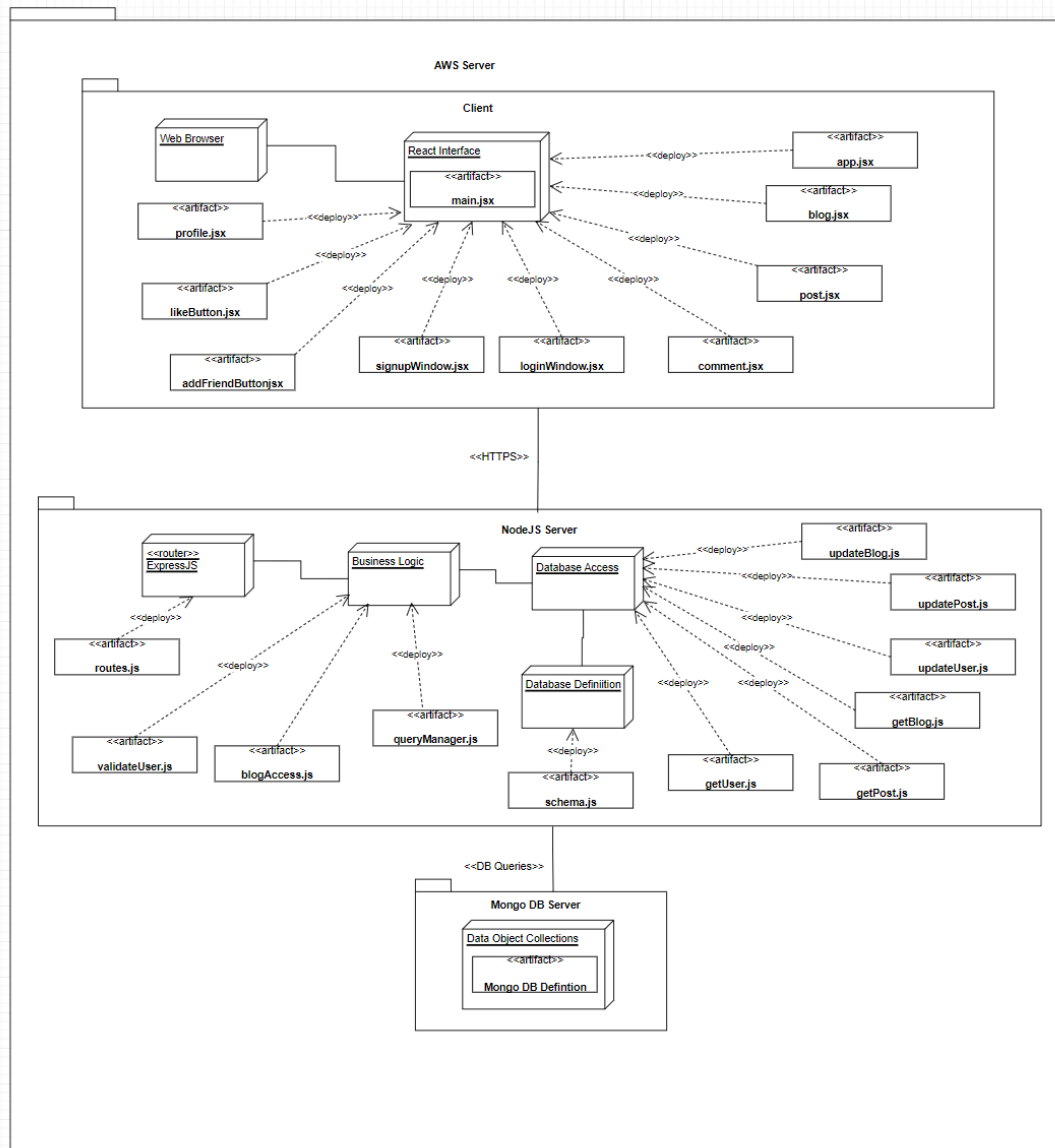 AWS Server
Client
Web Browser
React Interface
<<artifact>>
main.jsx
<<artifact>>
app.jsx
<<deploy>>
<<artifact>>
blog.jsx
<<deploy>>
<<artifact>>
profile.jsx
<<deploy>>
<<deploy>>
<<artifact>>
post.jsx
<<deploy>>
<<artifact>>
likeButton.jsx
<<deploy>>
<<deploy>>
<<deploy>>
<<deploy>>
<<artifact>>
addFriendButtonjsx
<<artifact>>
signupWindow.jsx
<<artifact>>
loginWindow.jsx
<<artifact>>
comment.jsx
<<HTTPS>>
NodeJS Server
<<router>>
ExpressJS
Business Logic
Database Access
<<artifact>>
updateBlog.js
<<deploy>>
<<deploy>>
<<artifact>>
updatePost.js
<<deploy>>
<<deploy>>
<<artifact>>
routes.js
<<deploy>>
<<deploy>>
<<deploy>>
<<artifact>>
updateUser.js
Database Definiition
<<deploy>>
<<deploy>>
<<artifact>>
getBlog.js
<<artifact>>
queryManager.js
<<artifact>>
validateUser.js
<<artifact>>
blogAccess.js
<<deploy>>
<<artifact>>
schema.js
<<artifact>>
getUser.js
<<artifact>>
getPost.js
<<DB Queries>>
Mongo DB Server
Data Object Collections
<<artifact>>
Mongo DB Defintion